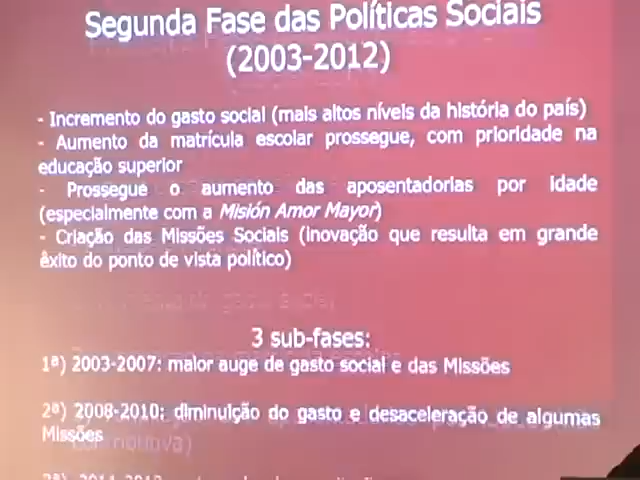 Segunda Fase das Políticas Sociais
(2003-2012)
- Incremento do gasto social (mais altos níveis da história do país)
- Aumento da matrícula escolar prossegue, com prioridade na
educação superior
- Prossegue o aumento das aposentadorias por idade
(especialmente com a Misión Amor Mayor)
- Criação das Missões Sociais (inovação que resulta em grande
êxito do ponto de vista político)
3 sub-fases:
1ª) 2003-2007: maior auge de gasto social e das Missões
2ª) 2008-2010: diminuição do gasto e desaceleração de algumas
Missões